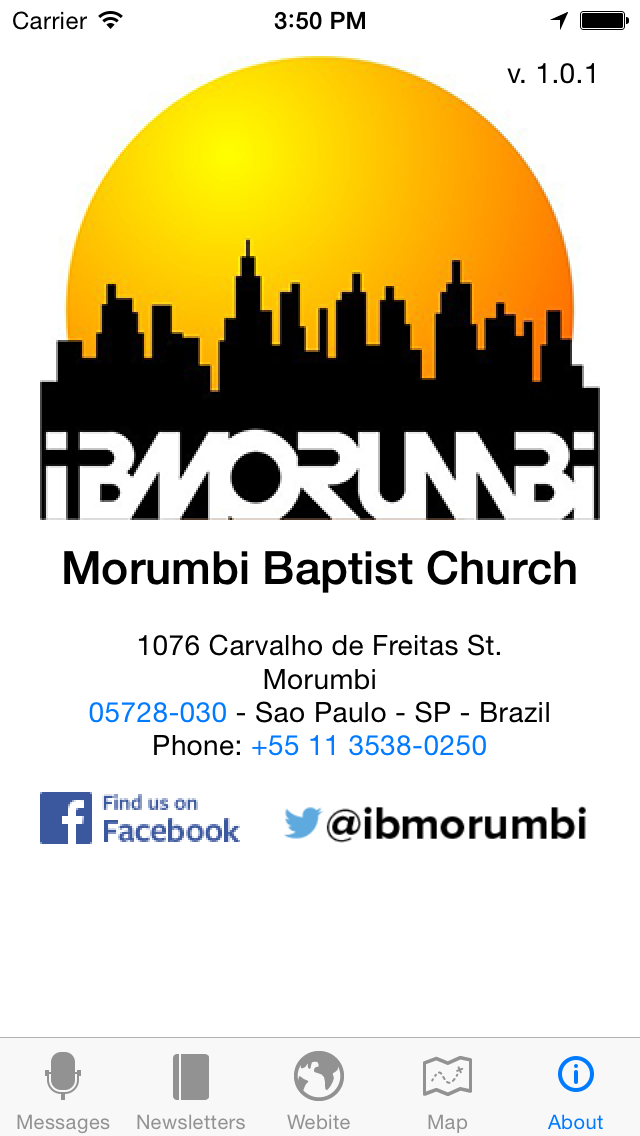 Carrier 3:50 PM
v. 1.0.1
iBMORUMBi
Morumbi Baptist Church
1076 Carvalho de Freitas St.
Morumbi
05728-030 - Sao Paulo - SP - Brazil
Phone: +55 11 3538-0250
Find us on
Facebook
@ibmorumbi
Messages Newsletters Webite Map About